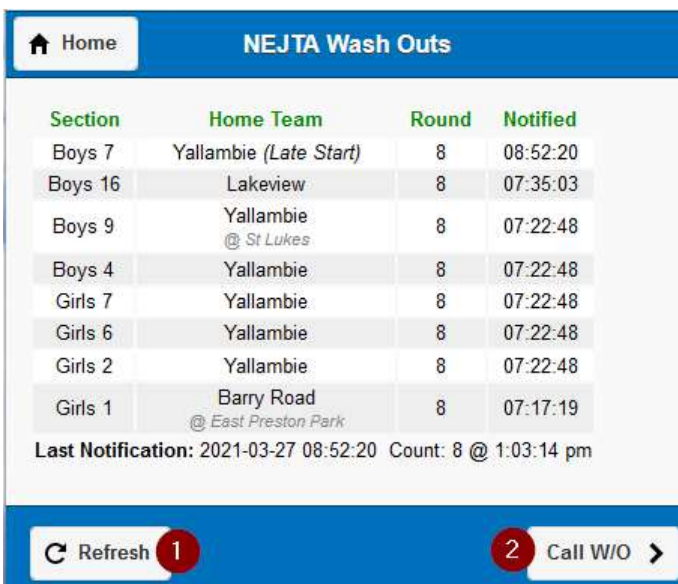 Home NEJTA Wash Outs
Section Home Team Round Notified
Boys 7 Yallambie (Late Start) 8 08:52:20
Boys 16 Lakeview 8 07:35:03
Boys 9 Yallambie 8 07:22:48
@ St Lukes
Boys 4 Yallambie 8 07:22:48
Girls 7 Yallambie 8 07:22:48
Girls 6 Yallambie 8 07:22:48
Girls 2 Yallambie 8 07:22:48
Girls 1 Barry Road 8 07:17:19
@ East Preston Park
Last Notification: 2021-03-27 08:52:20 Count: 8 @ 1:03:14 pm
Refresh 1 2 Call W/O